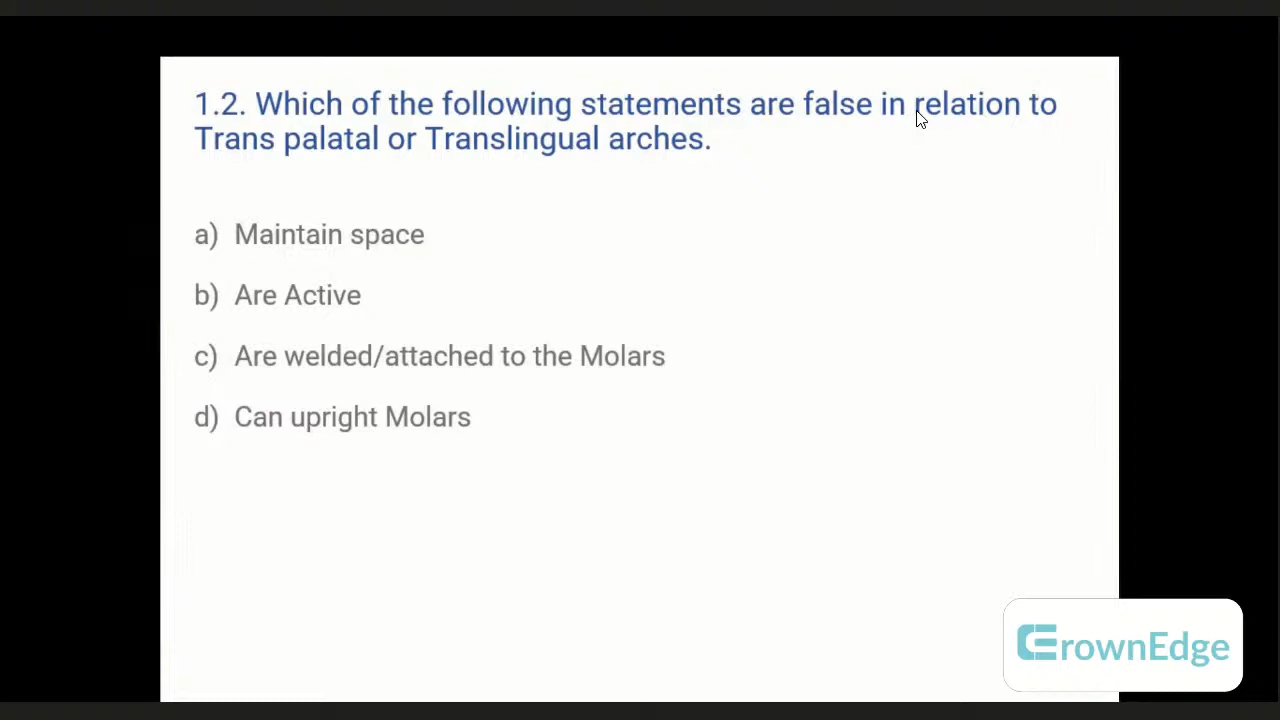 1.2. Which of the following statements are false in relation to
Trans palatal or Translingual arches.
a) Maintain space
b) Are Active
c) Are welded/attached to the Molars
d) Can upright Molars
CrownEdge